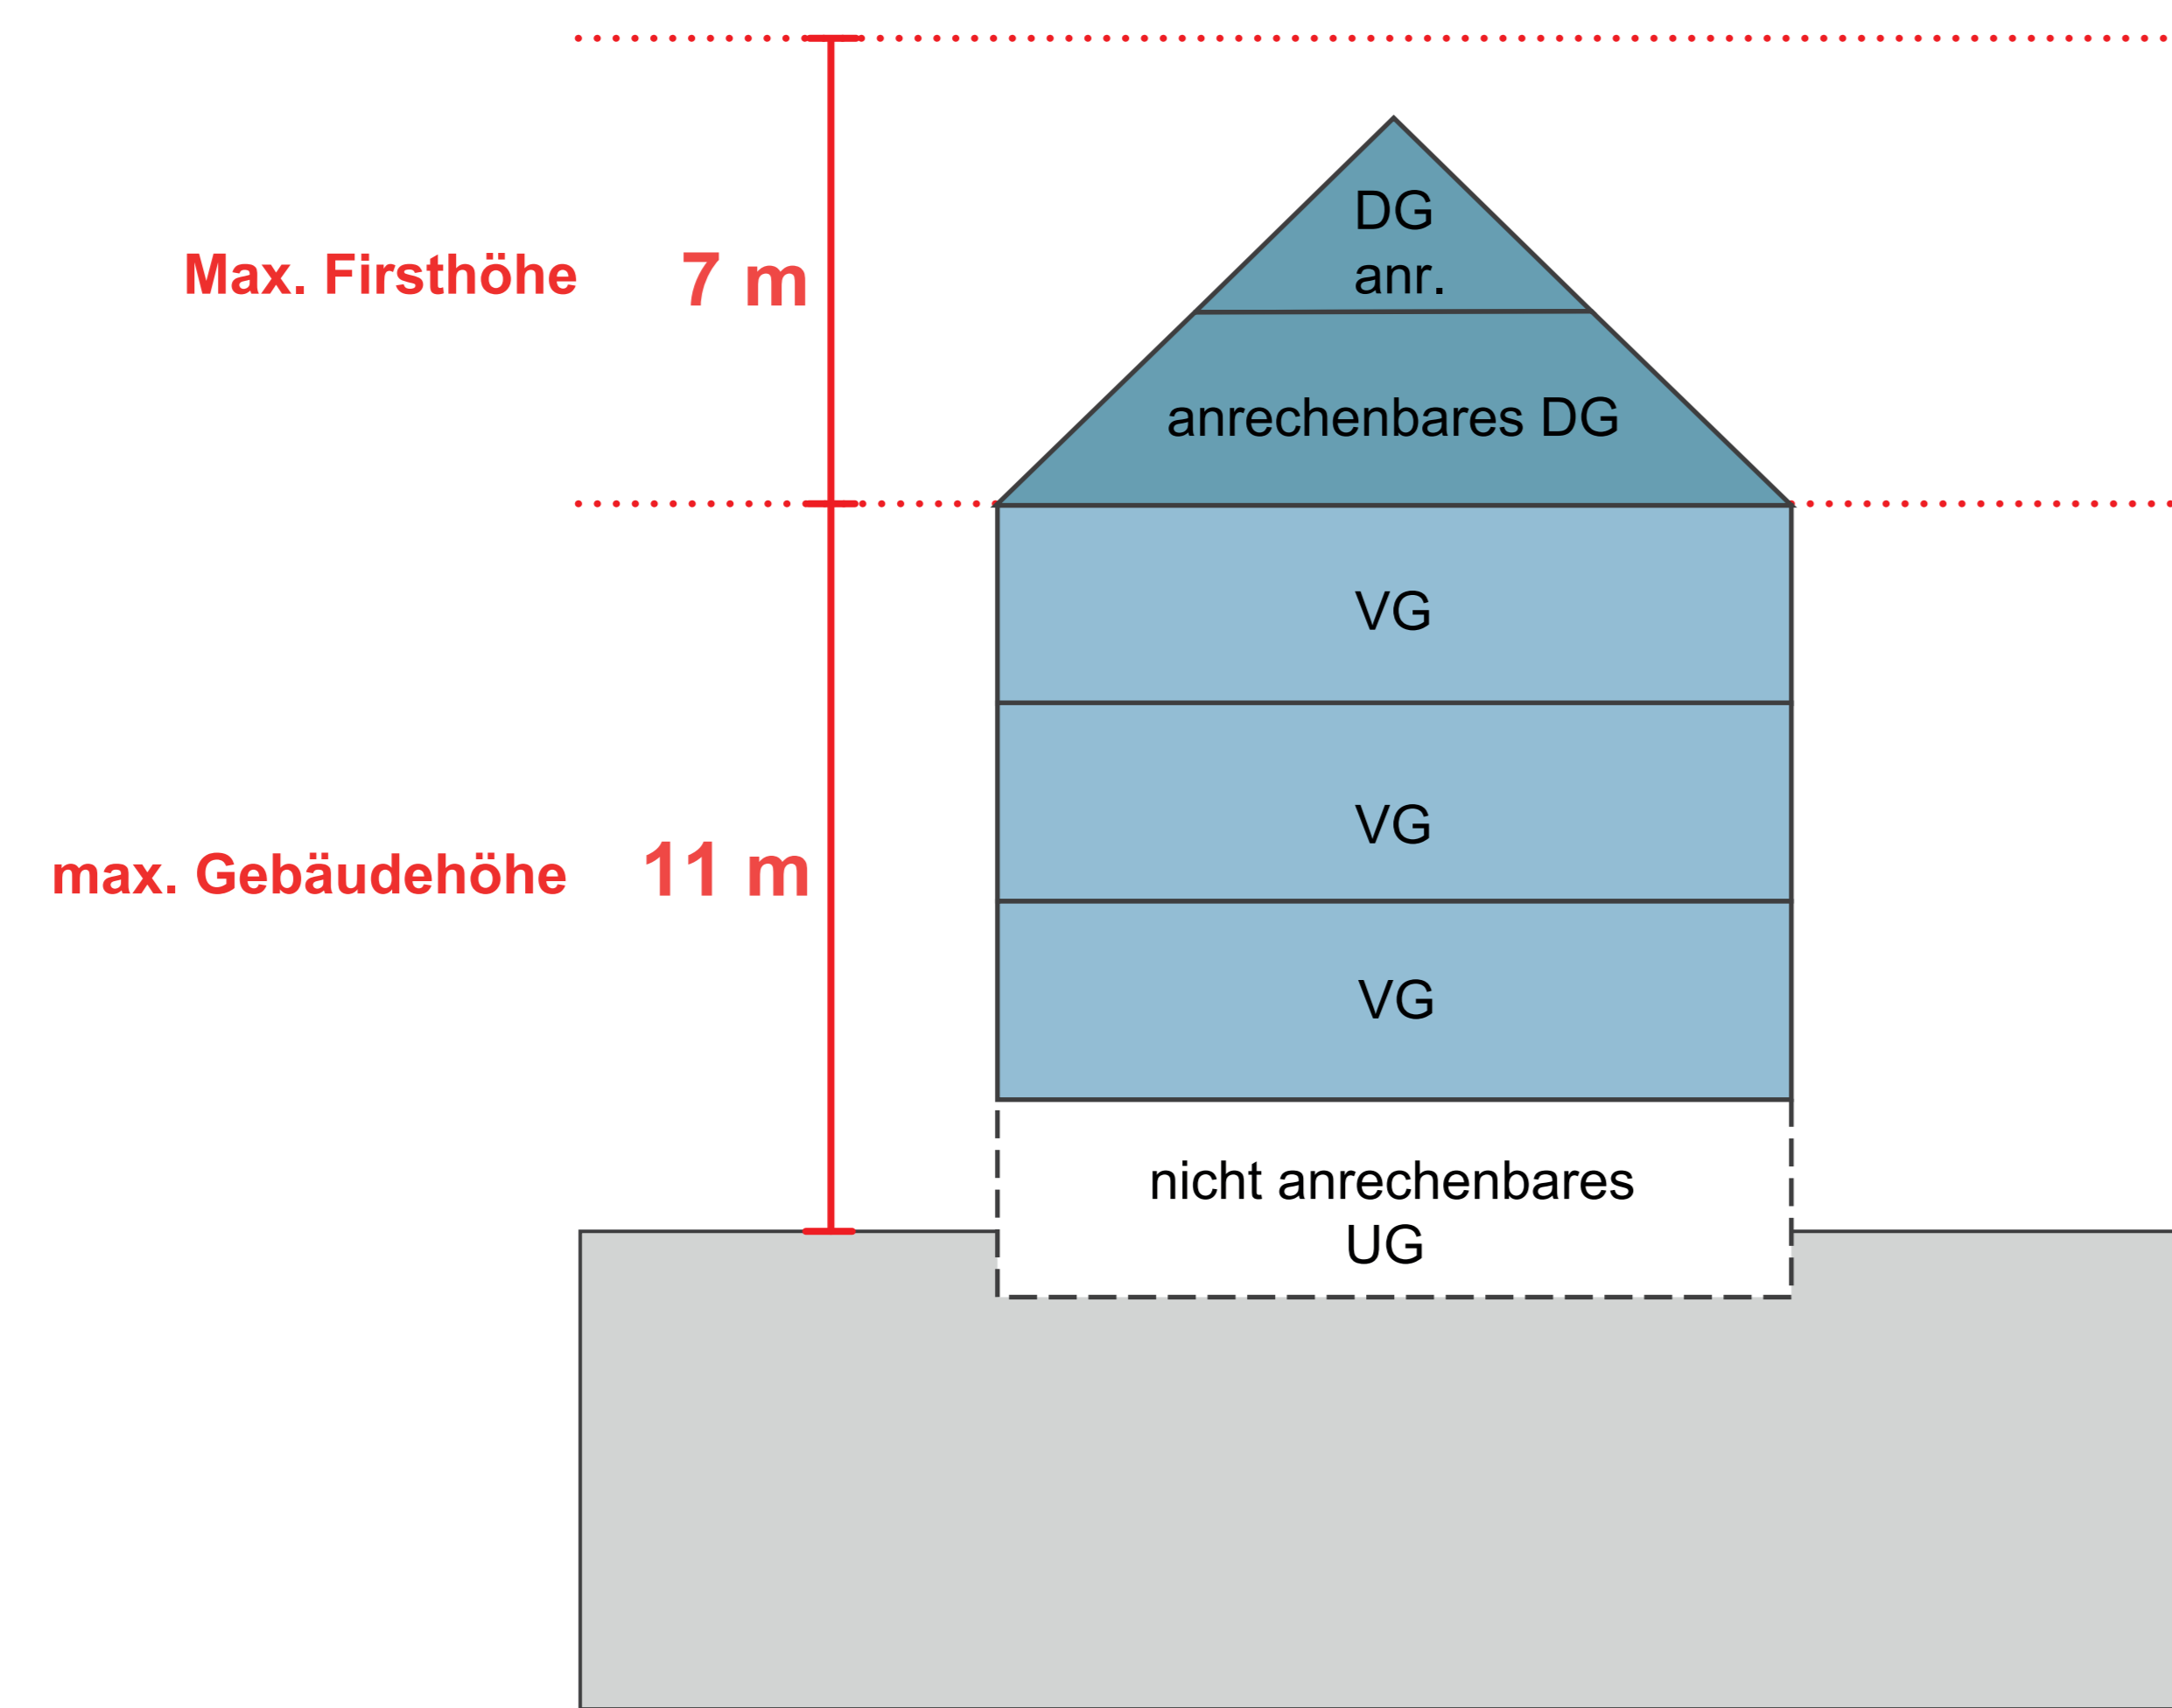 DG
anr.
Max. Firsthöhe 7 m
anrechenbares DG
VG
VG
max. Gebäudehöhe 11 m
VG
nicht anrechenbares
UG